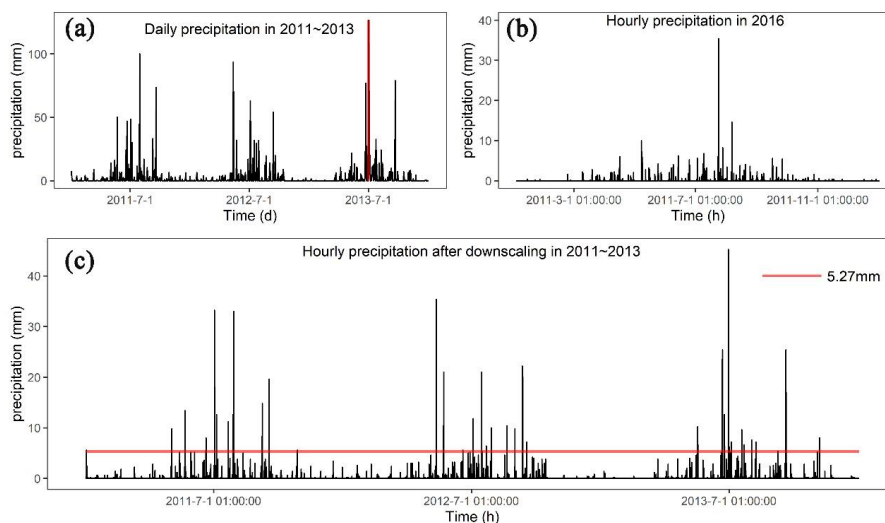 (a)
Daily precipitation in 2011~2013
precipitation (mm)
100
50
0
2011-7-1
2012-7-1
2013-7-1
Time (d)
(b)
Hourly precipitation in 2016
precipitation (mm)
40
30
20
10
0
2011-3-1 01:00:00
2011-7-1 01:00:00
2011-11-1 01:00:00
Time (h)
(c)
Hourly precipitation after downscaling in 2011~2013
5.27mm
precipitation (mm)
40
30
20
10
0
2011-7-1 01:00:00
2012-7-1 01:00:00
2013-7-1 01:00:00
Time (h)